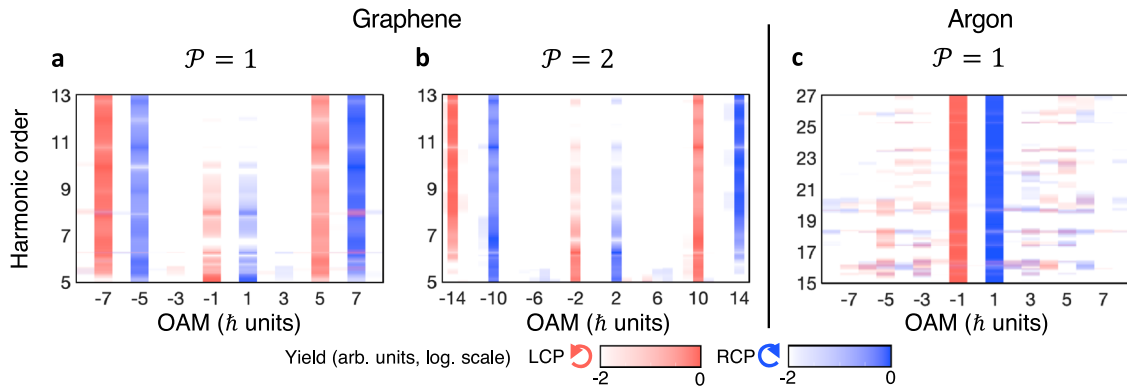 Graphene
Argon
a
𝒫 = 1
b
𝒫 = 2
c
𝒫 = 1
Harmonic order
13
11
9
7
5
-7 -5 -3 -1 1 3 5 7
OAM (ℏ units)
13
11
9
7
5
-14 -10 -6 -2 2 6 10 14
OAM (ℏ units)
27
25
23
21
19
17
15
-7 -5 -3 -1 1 3 5 7
OAM (ℏ units)
Yield (arb. units, log. scale) LCP -2 0 RCP -2 0